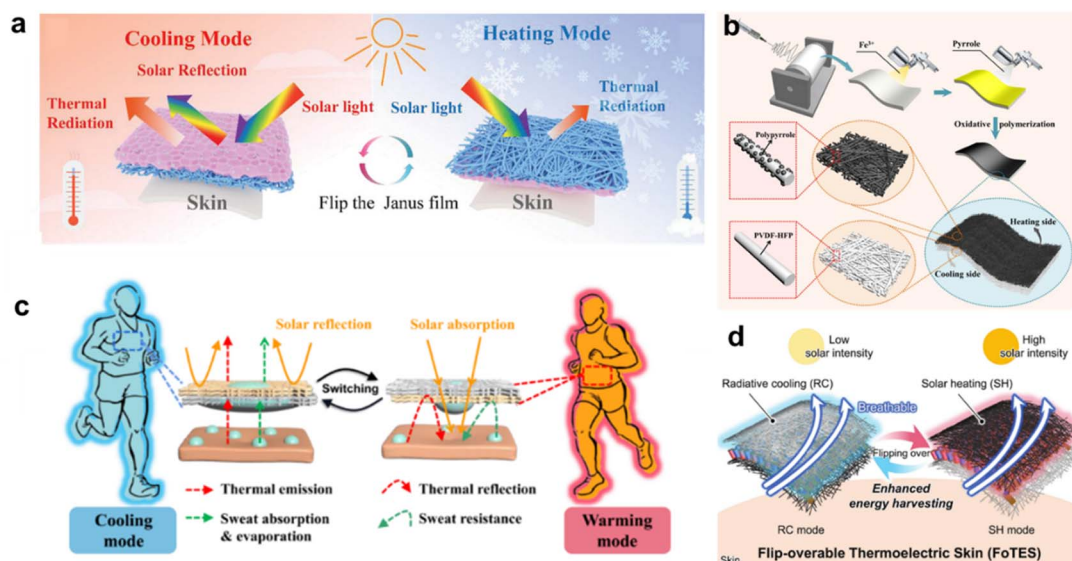 a
Cooling Mode
Solar Reflection
Thermal
Rediation
Solar light
Skin
Heating Mode
Solar light
Thermal
Rediation
Flip the Janus film
Skin
b
Fe³⁺
Pyrrole
Oxidative
polymerization
Polypyrrole
PVDF-HFP
Heating side
Cooling side
c
Solar reflection
Solar absorption
Switching
Thermal emission
Sweat absorption
& evaporation
Thermal reflection
Sweat resistance
Cooling
mode
Warming
mode
d
Low
solar intensity
High
solar intensity
Radiative cooling (RC)
Solar heating (SH)
Breathable
Flipping over
Enhanced
energy harvesting
RC mode
SH mode
Skin
Flip-overable Thermoelectric Skin (FoTES)